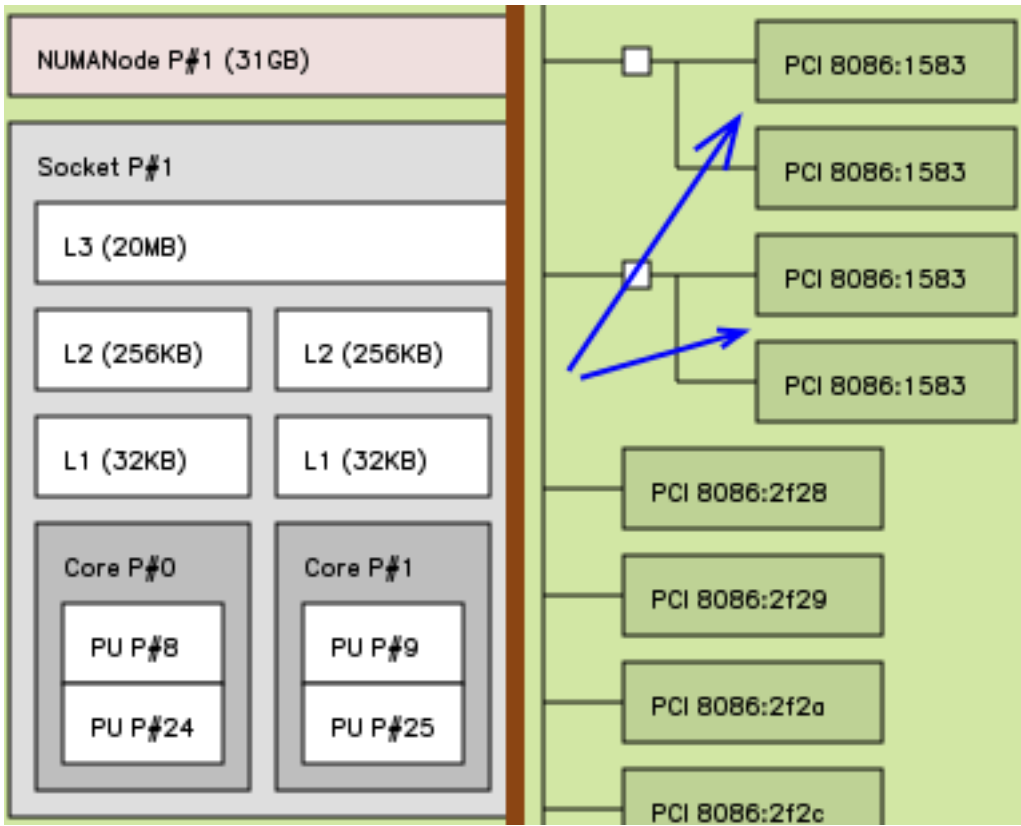 NUMANode P#1 (31GB)
Socket P#1
L3 (20MB)
L2 (256KB)
L2 (256KB)
L1 (32KB)
L1 (32KB)
Core P#0
Core P#1
PU P#8
PU P#9
PU P#24
PU P#25
PCI 8086:1583
PCI 8086:1583
PCI 8086:1583
PCI 8086:1583
PCI 8086:2f28
PCI 8086:2f29
PCI 8086:2f2a
PCI 8086:2f2c